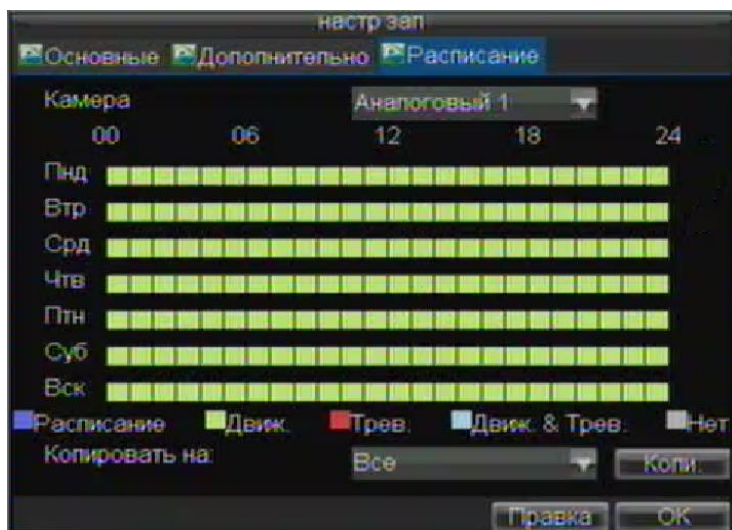 настр зап
Основные Дополнительно Расписание
Камера Аналоговый 1
00 06 12 18 24
Пнд
Втр
Срд
Чтв
Птн
Суб
Вск
Расписание Движ. Трев. Движ. & Трев. Нет
Копировать на: Все Копи.
Правка OK